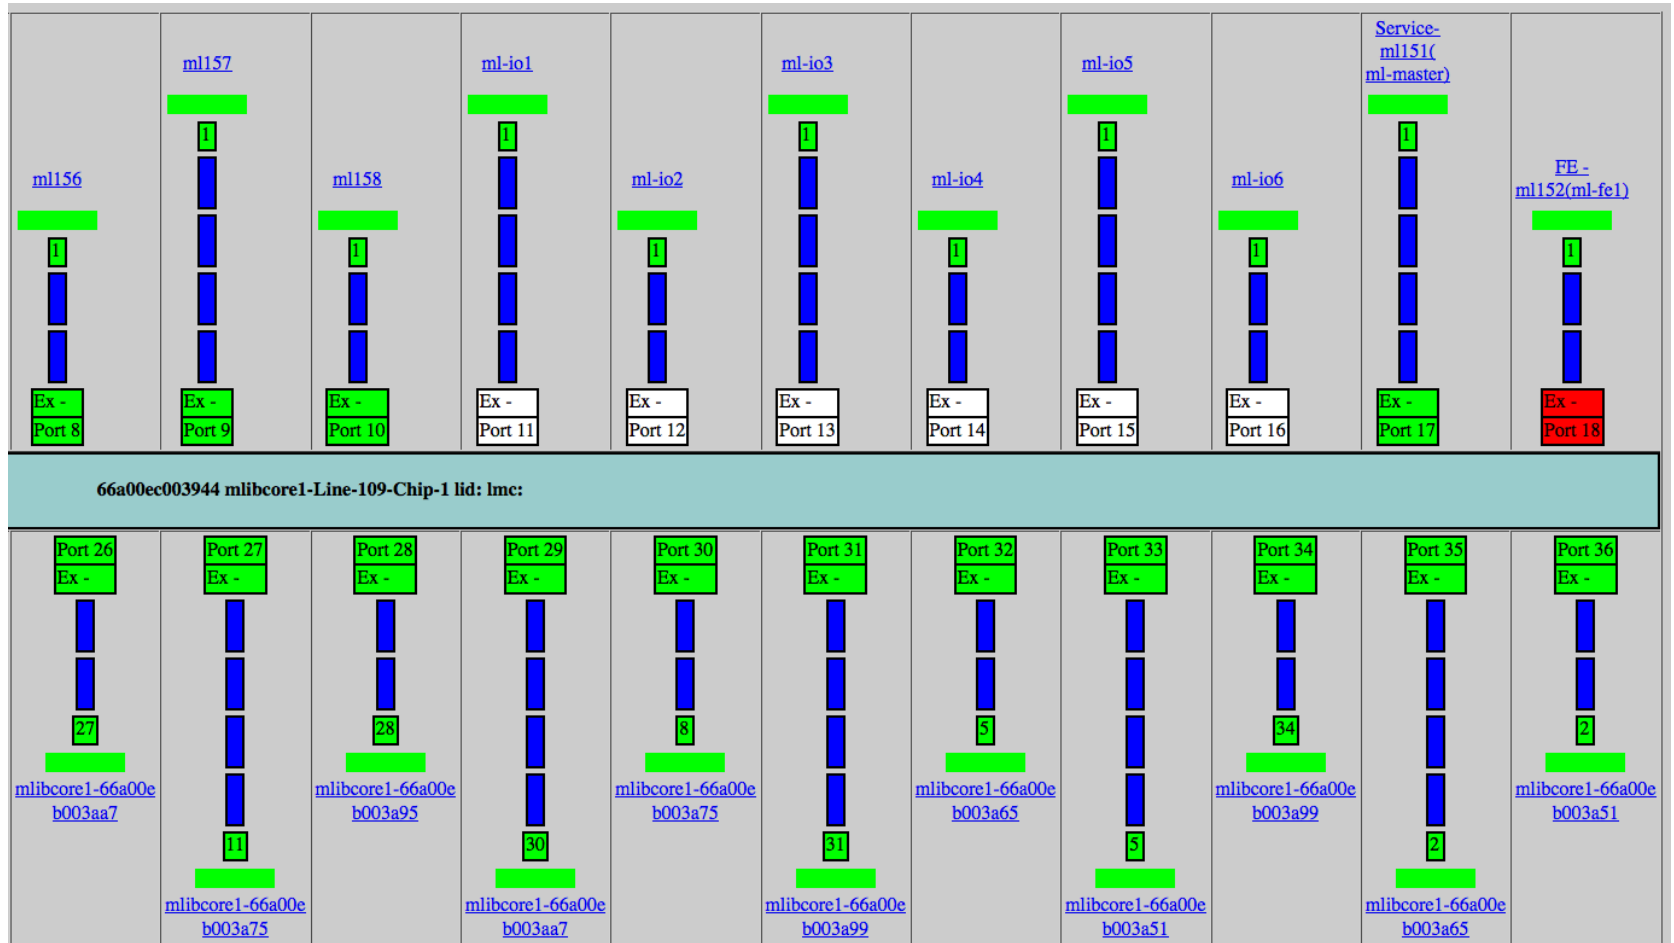 ml156
1
Ex -
Port 8
ml157
1
Ex -
Port 9
ml158
1
Ex -
Port 10
ml-io1
1
Ex -
Port 11
ml-io2
1
Ex -
Port 12
ml-io3
1
Ex -
Port 13
ml-io4
1
Ex -
Port 14
ml-io5
1
Ex -
Port 15
ml-io6
1
Ex -
Port 16
Service-
ml151(
ml-master)
1
Ex -
Port 17
FE -
ml152(ml-fe1)
1
Ex -
Port 18
66a00ec003944 mlibcore1-Line-109-Chip-1 lid: lmc:
Port 26
Ex -
27
mlibcore1-66a00e
b003aa7
Port 27
Ex -
11
mlibcore1-66a00e
b003a75
Port 28
Ex -
28
mlibcore1-66a00e
b003a95
Port 29
Ex -
30
mlibcore1-66a00e
b003aa7
Port 30
Ex -
8
mlibcore1-66a00e
b003a75
Port 31
Ex -
31
mlibcore1-66a00e
b003a99
Port 32
Ex -
5
mlibcore1-66a00e
b003a65
Port 33
Ex -
5
mlibcore1-66a00e
b003a51
Port 34
Ex -
34
mlibcore1-66a00e
b003a99
Port 35
Ex -
2
mlibcore1-66a00e
b003a65
Port 36
Ex -
2
mlibcore1-66a00e
b003a51